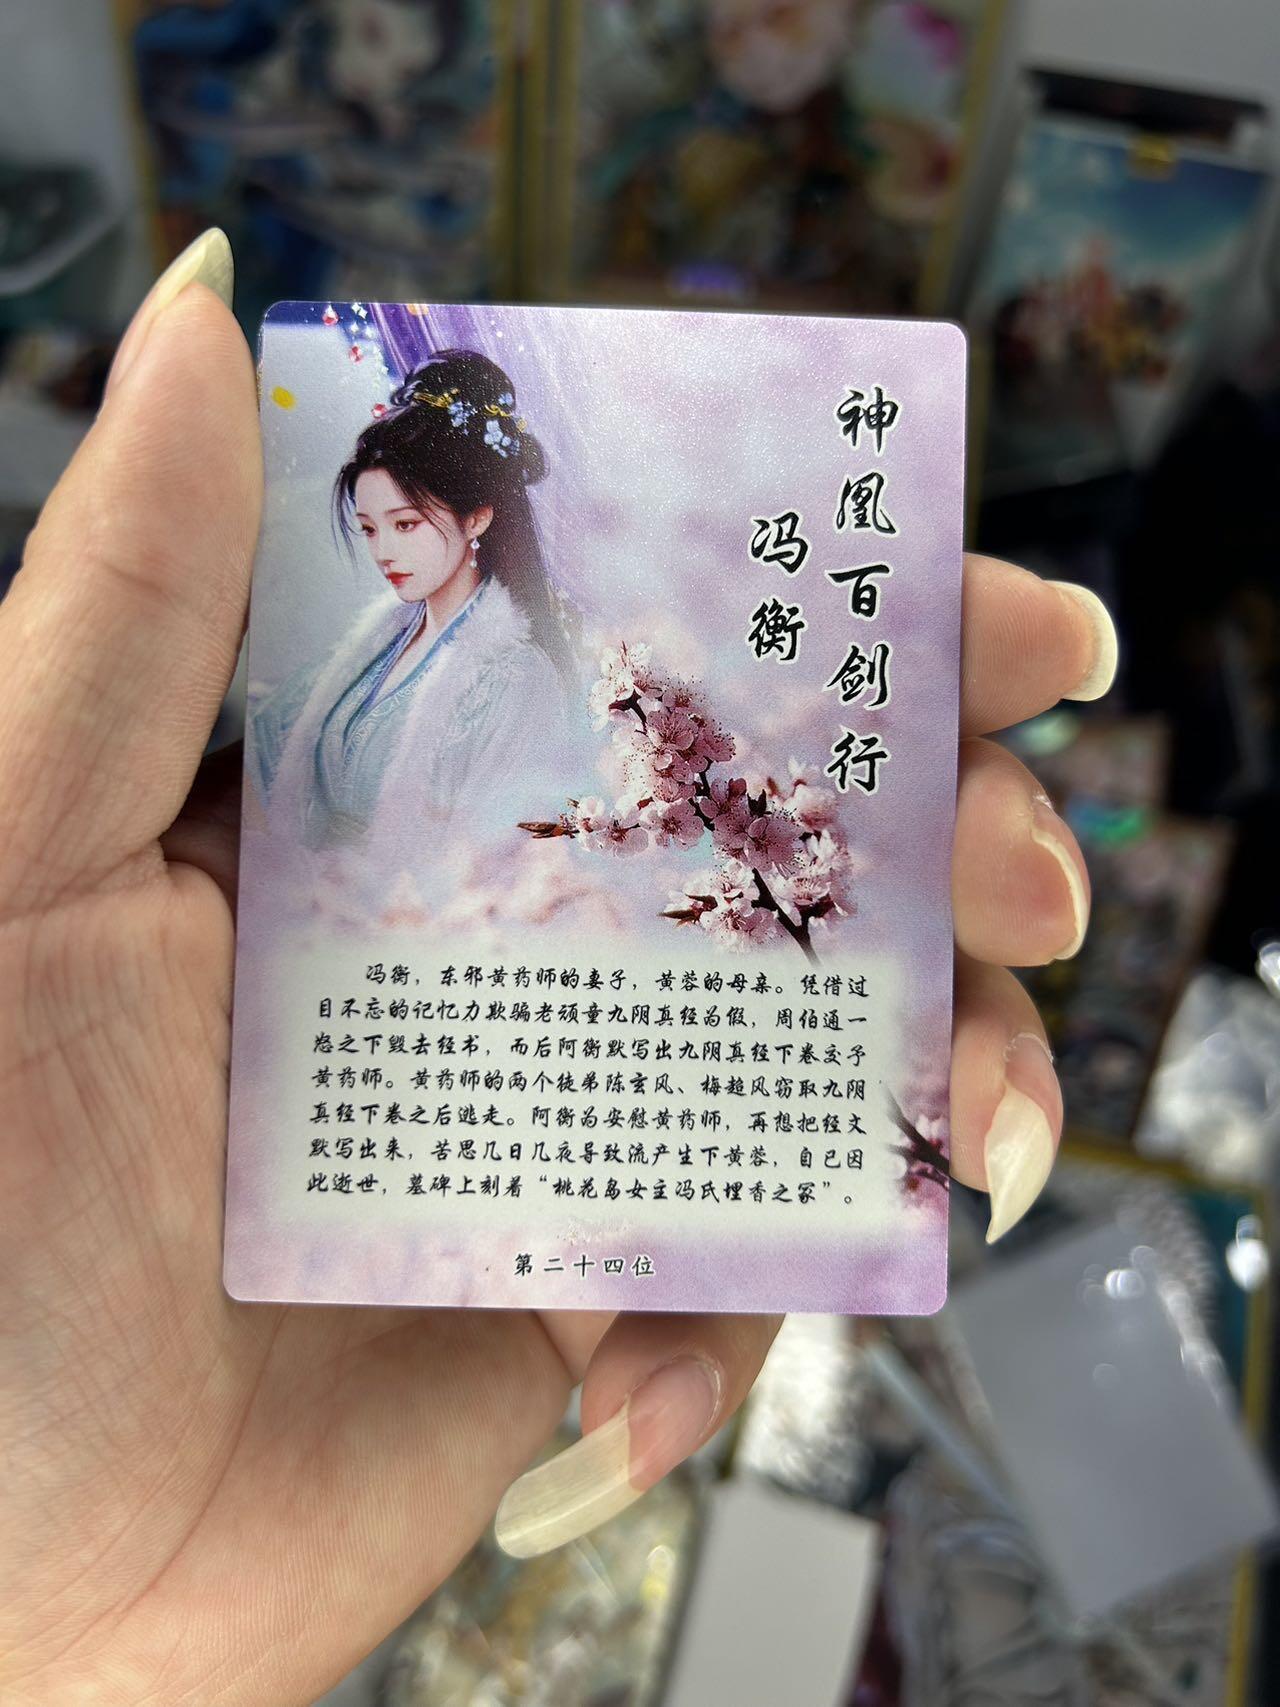 神凰百剑行
冯衡
冯衡，东邪黄药师的妻子，黄蓉的母亲。凭借过
目不忘的记忆力欺骗老顽童九阴真经为假，周伯通一
怒之下毁去经书，而后阿衡默写出九阴真经下卷交予
黄药师。黄药师的两个徒弟陈玄风、梅超风窃取九阴
真经下卷之后逃走。阿衡为安慰黄药师，再想把经文
默写出来，苦思几日几夜导致流产生下黄蓉，自己因
此逝世，墓碑上刻着“桃花岛女主冯氏埋香之冢”。
第二十四位